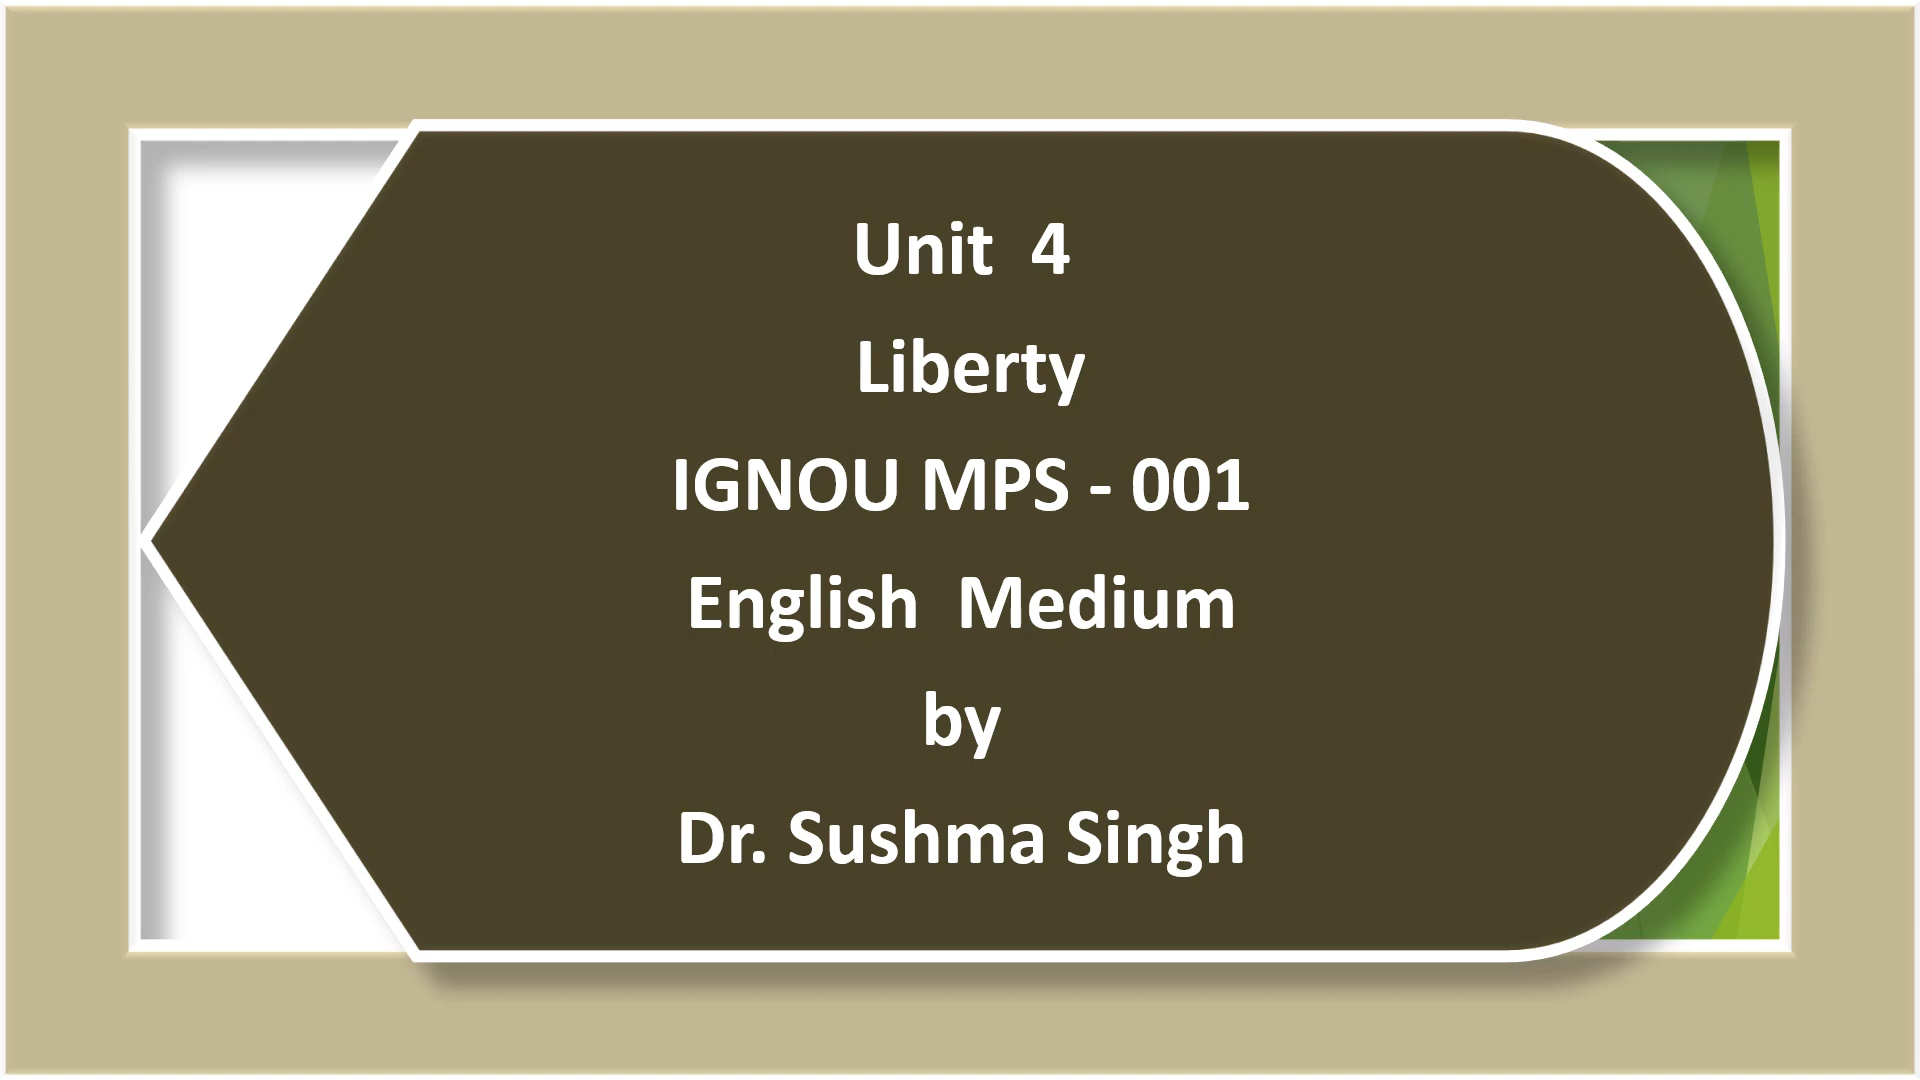 Unit 4
Liberty
IGNOU MPS - 001
English Medium
by
Dr. Sushma Singh